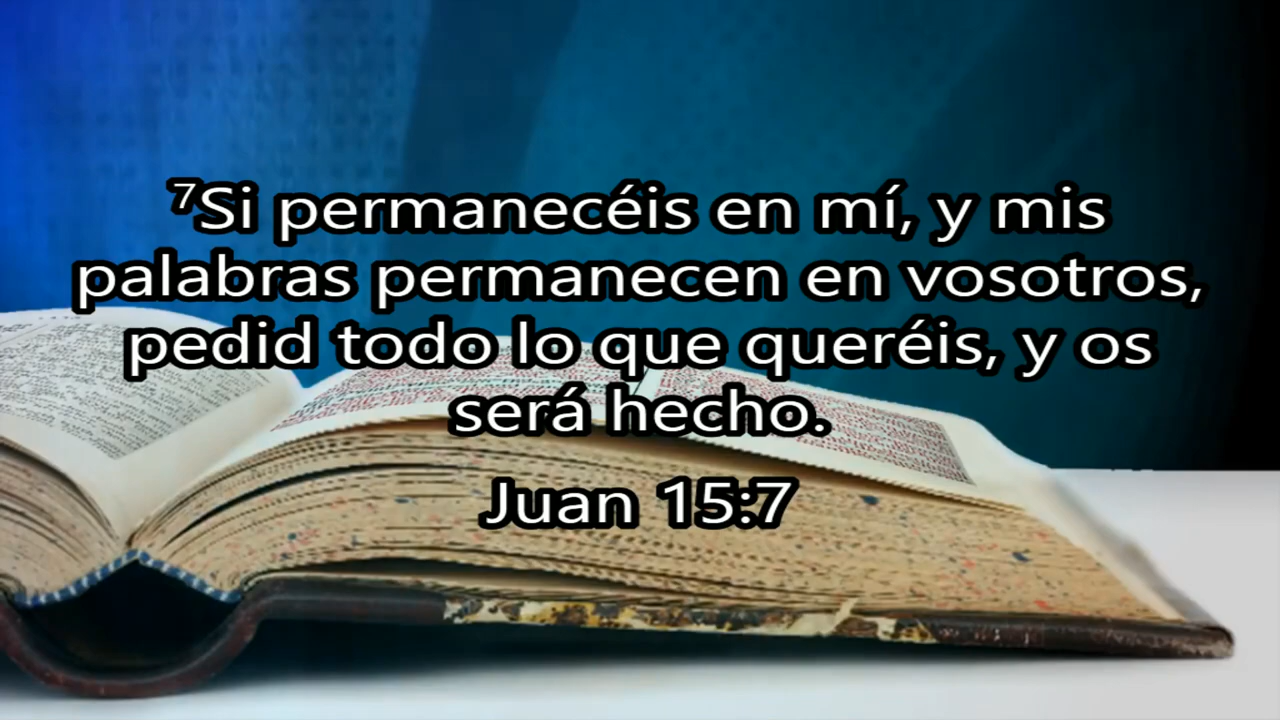 ⁷Si permanecéis en mí, y mis
palabras permanecen en vosotros,
pedid todo lo que queréis, y os
será hecho.
Juan 15:7